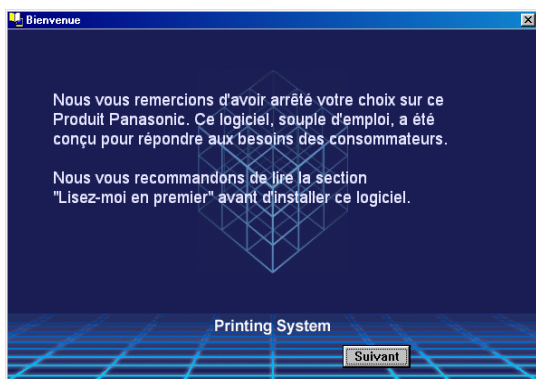 Bienvenue
Nous vous remercions d'avoir arrêté votre choix sur ce
Produit Panasonic. Ce logiciel, souple d'emploi, a été
conçu pour répondre aux besoins des consommateurs.
Nous vous recommandons de lire la section
"Lisez-moi en premier" avant d'installer ce logiciel.
Printing System
Suivant